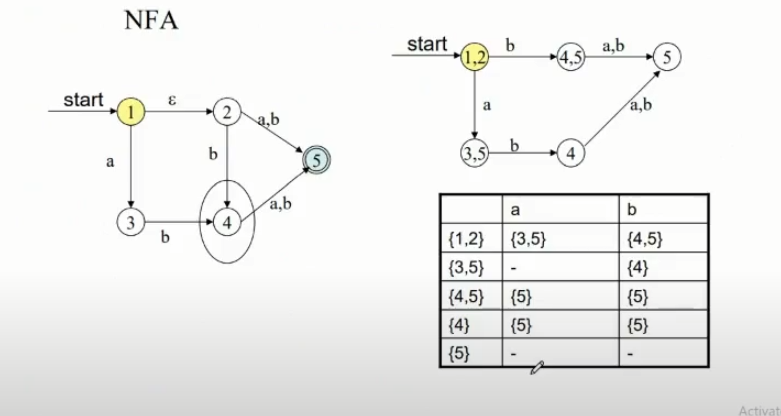 NFA
start
1
ε
2
a,b
a
b
5
3
b
4
a,b
start
1,2
b
4,5
a,b
5
a
a,b
3,5
b
4
a b
{1,2} {3,5} {4,5}
{3,5} - {4}
{4,5} {5} {5}
{4} {5} {5}
{5} - -
Activat